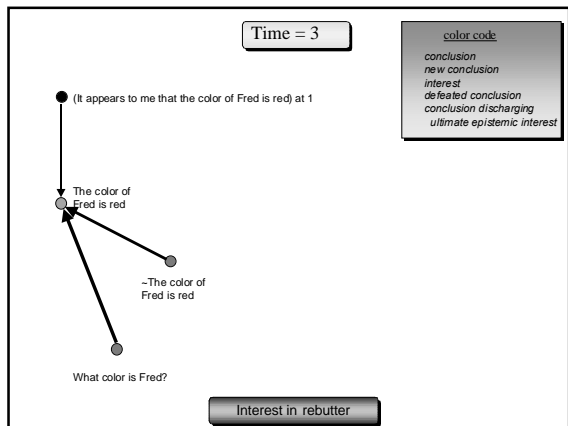 Time = 3
color code
conclusion
new conclusion
interest
defeated conclusion
conclusion discharging
ultimate epistemic interest
(It appears to me that the color of Fred is red) at 1
The color of
Fred is red
~The color of
Fred is red
What color is Fred?
Interest in rebutter